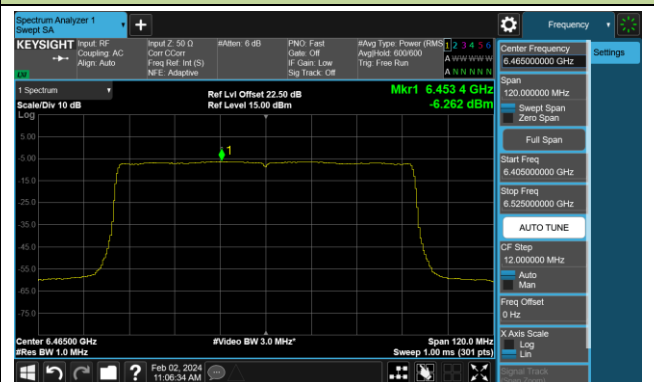 Spectrum Analyzer 1
Swept SA
Frequency
KEYSIGHT
Input: RF
Coupling: AC
Align: Auto
Input Z: 50 Ω
Corr CCorr
Freq Ref: Int (S)
NFE: Adaptive
#Atten: 6 dB
PNO: Fast
Gate: Off
IF Gain: Low
Sig Track: Off
#Avg Type: Power (RMS
Avg|Hold: 600/600
Trig: Free Run
1 2 3 4 5 6
A W W W W W
A N N N N N
LNI
1 Spectrum
Scale/Div 10 dB
Log
Ref Lvl Offset 22.50 dB
Ref Level 15.00 dBm
Mkr1 6.453 4 GHz
-6.262 dBm
1
5.00
-5.00
-15.0
-25.0
-35.0
-45.0
-55.0
-65.0
-75.0
Center 6.46500 GHz
#Res BW 1.0 MHz
#Video BW 3.0 MHz*
Span 120.0 MHz
Sweep 1.00 ms (301 pts)
Feb 02, 2024
11:06:34 AM
Center Frequency
6.465000000 GHz
Settings
Span
120.000000 MHz
Swept Span
Zero Span
Full Span
Start Freq
6.405000000 GHz
Stop Freq
6.525000000 GHz
AUTO TUNE
CF Step
12.000000 MHz
Auto
Man
Freq Offset
0 Hz
X Axis Scale
Log
Lin
Signal Track